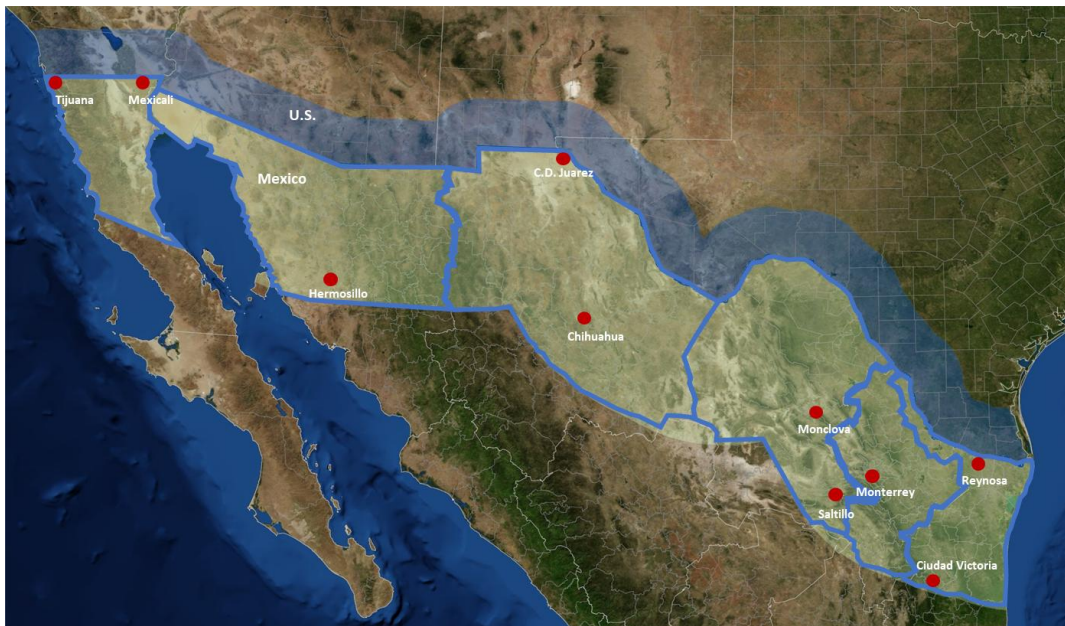 Tijuana
Mexicali
U.S.
Mexico
C.D. Juarez
Hermosillo
Chihuahua
Monclova
Monterrey
Reynosa
Saltillo
Ciudad Victoria